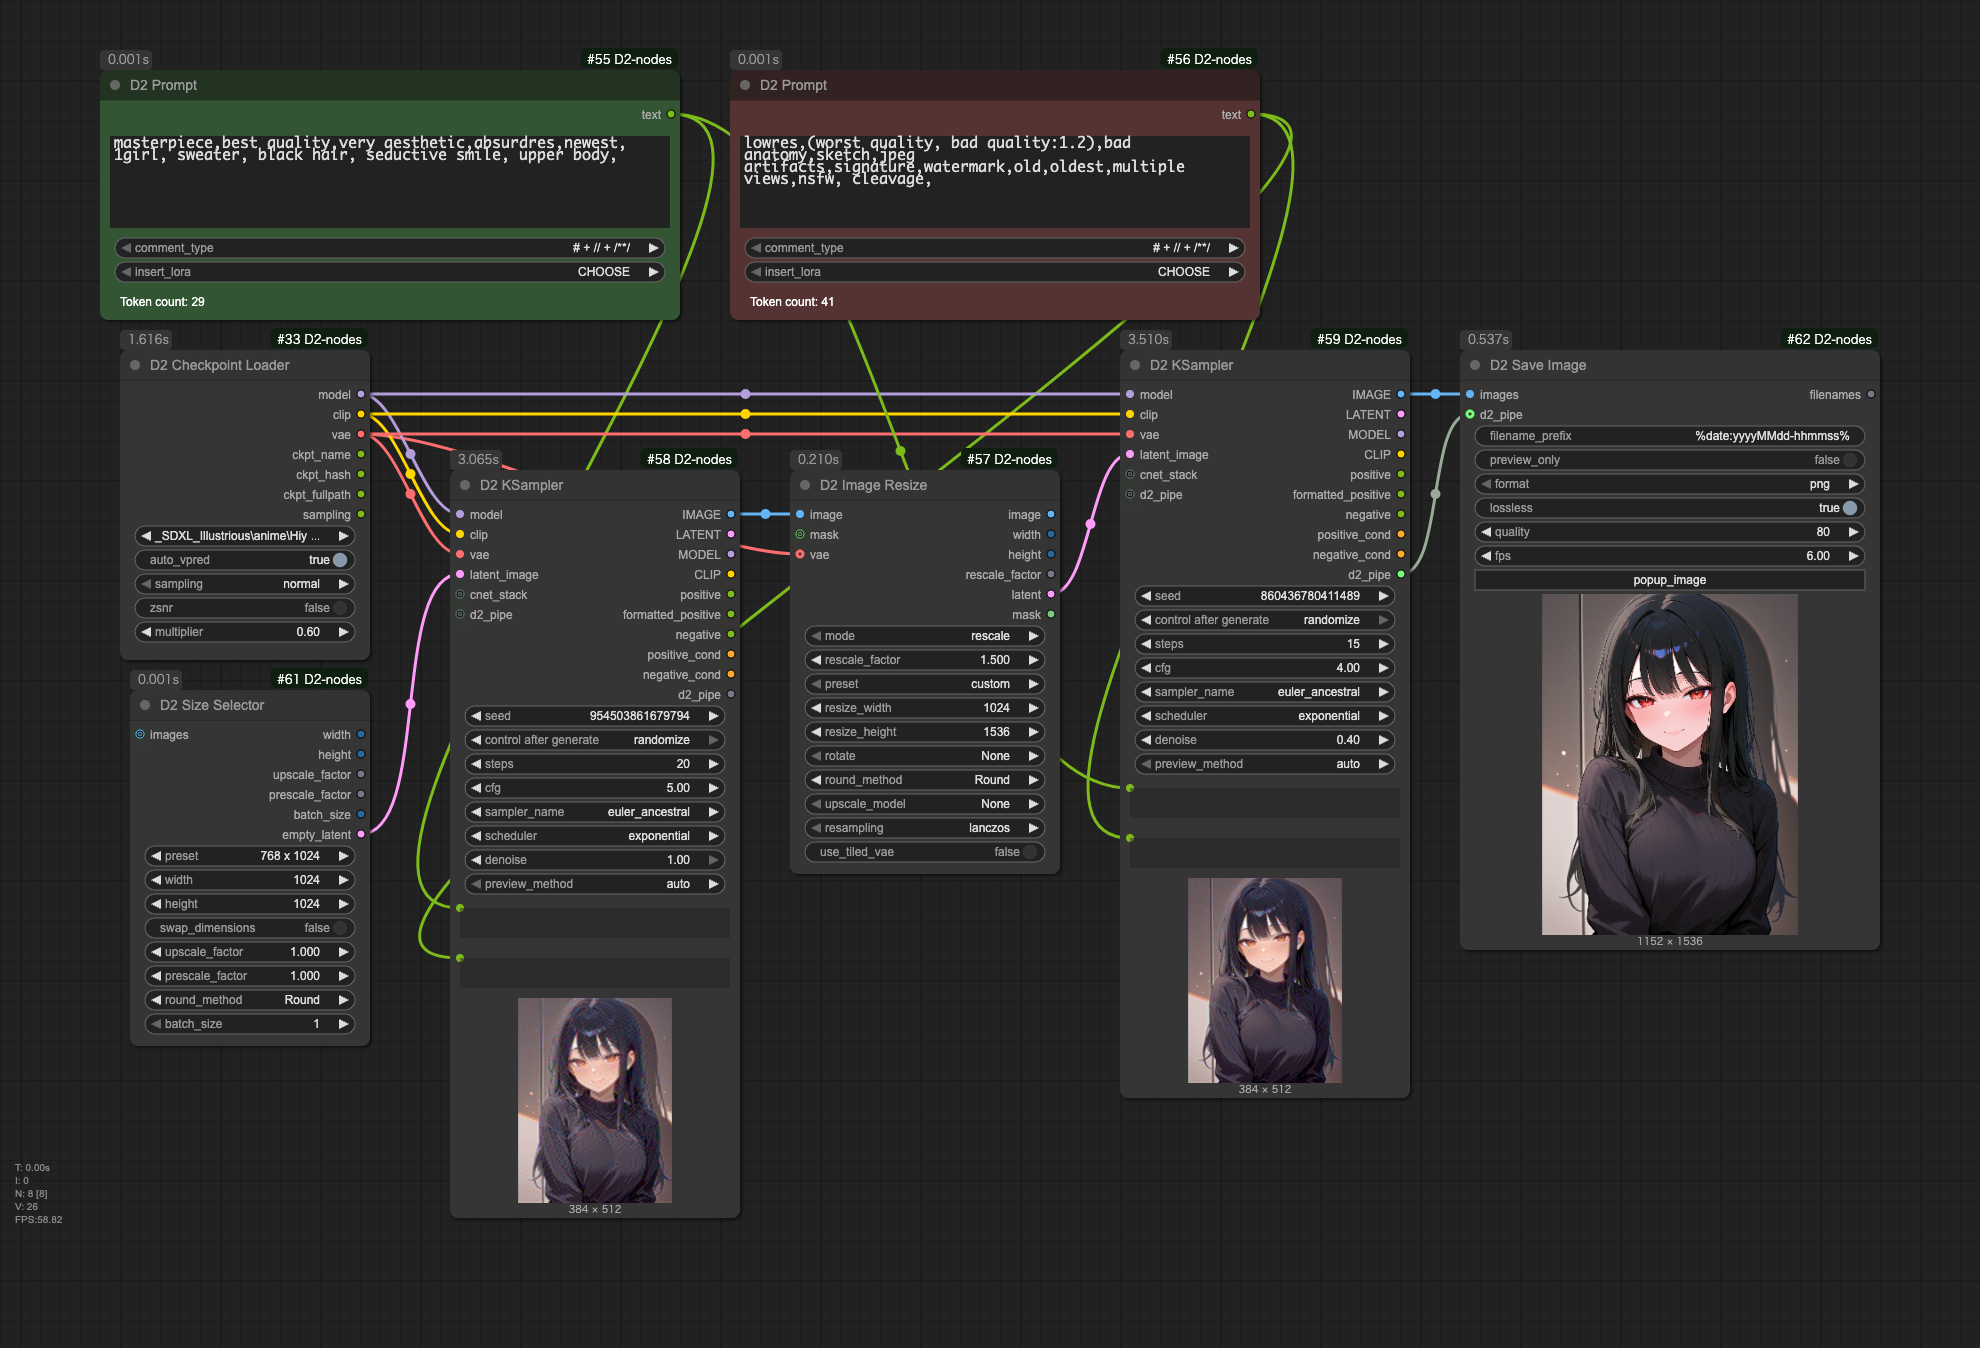 0.001s
#55 D2-nodes
D2 Prompt
text
masterpiece,best quality,very aesthetic,absurdres,newest,
1girl, sweater, black hair, seductive smile, upper body,
comment_type # + // + /**/
insert_lora CHOOSE
Token count: 29
0.001s
#56 D2-nodes
D2 Prompt
text
lowres,(worst quality, bad quality:1.2),bad
anatomy,sketch,jpeg
artifacts,signature,watermark,old,oldest,multiple
views,nsfw, cleavage,
comment_type # + // + /**/
insert_lora CHOOSE
Token count: 41
1.616s
#33 D2-nodes
D2 Checkpoint Loader
model
clip
vae
ckpt_name
ckpt_hash
ckpt_fullpath
sampling
_SDXL_Illustrious\anime\Hiy ...
auto_vpred true
sampling normal
zsnr false
multiplier 0.60
0.001s
#61 D2-nodes
D2 Size Selector
images width
height
upscale_factor
prescale_factor
batch_size
empty_latent
preset 768 x 1024
width 1024
height 1024
swap_dimensions false
upscale_factor 1.000
prescale_factor 1.000
round_method Round
batch_size 1
3.065s
#58 D2-nodes
D2 KSampler
model IMAGE
clip LATENT
vae MODEL
latent_image CLIP
cnet_stack positive
d2_pipe formatted_positive
negative
positive_cond
negative_cond
d2_pipe
seed 954503861679794
control after generate randomize
steps 20
cfg 5.00
sampler_name euler_ancestral
scheduler exponential
denoise 1.00
preview_method auto
384 × 512
0.210s
#57 D2-nodes
D2 Image Resize
image image
mask width
vae height
rescale_factor
latent
mask
mode rescale
rescale_factor 1.500
preset custom
resize_width 1024
resize_height 1536
rotate None
round_method Round
upscale_model None
resampling lanczos
use_tiled_vae false
3.510s
#59 D2-nodes
D2 KSampler
model IMAGE
clip LATENT
vae MODEL
latent_image CLIP
cnet_stack positive
d2_pipe formatted_positive
negative
positive_cond
negative_cond
d2_pipe
seed 860436780411489
control after generate randomize
steps 15
cfg 4.00
sampler_name euler_ancestral
scheduler exponential
denoise 0.40
preview_method auto
384 × 512
0.537s
#62 D2-nodes
D2 Save Image
images filenames
d2_pipe
filename_prefix %date:yyyyMMdd-hhmmss%
preview_only false
format png
lossless true
quality 80
fps 6.00
popup_image
1152 × 1536
T: 0.00s
I: 0
N: 8 [8]
V: 26
FPS:58.82